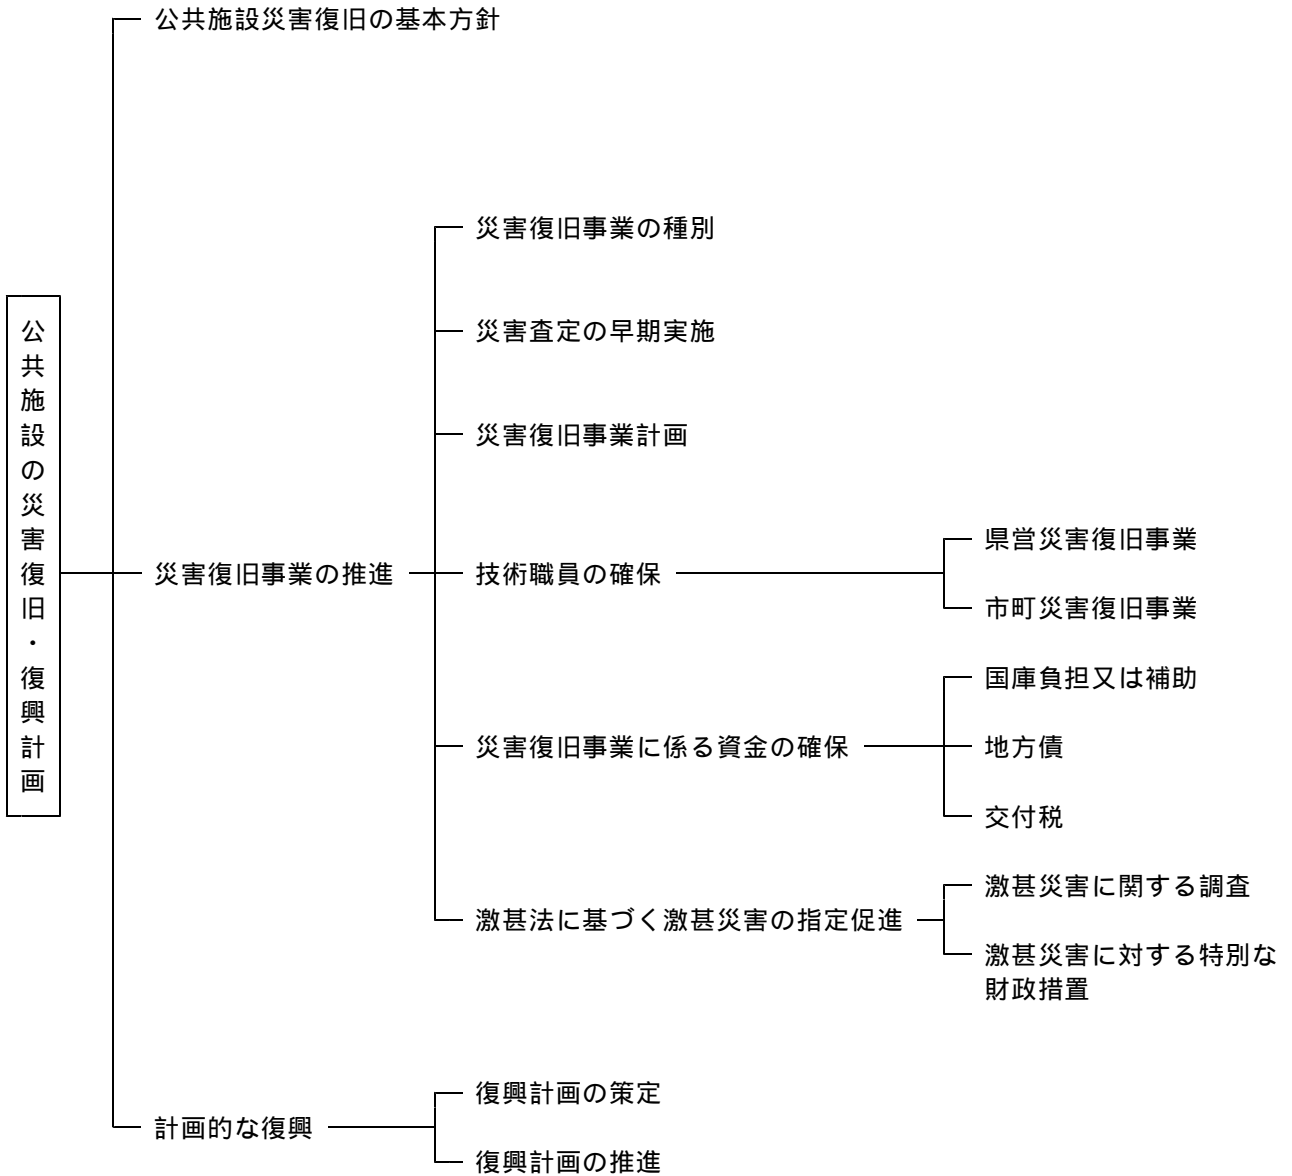 公共施設の災害復旧・復興計画
公共施設災害復旧の基本方針
災害復旧事業の推進
災害復旧事業の種別
災害査定の早期実施
災害復旧事業計画
技術職員の確保
県営災害復旧事業
市町災害復旧事業
災害復旧事業に係る資金の確保
国庫負担又は補助
地方債
交付税
激甚法に基づく激甚災害の指定促進
激甚災害に関する調査
激甚災害に対する特別な
財政措置
計画的な復興
復興計画の策定
復興計画の推進